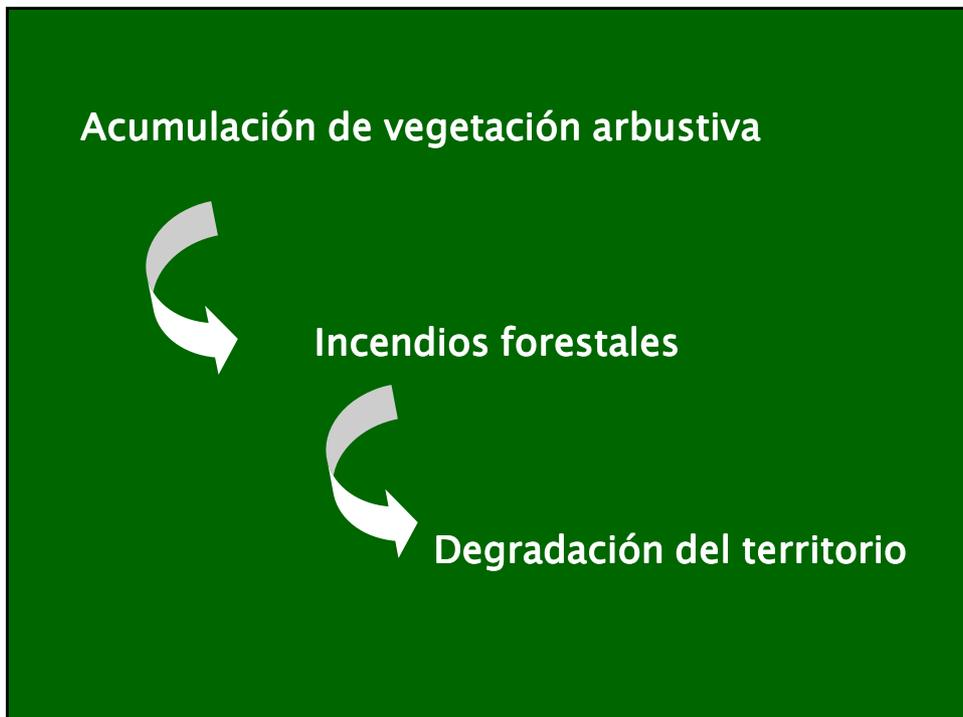 Acumulación de vegetación arbustiva
Incendios forestales
Degradación del territorio